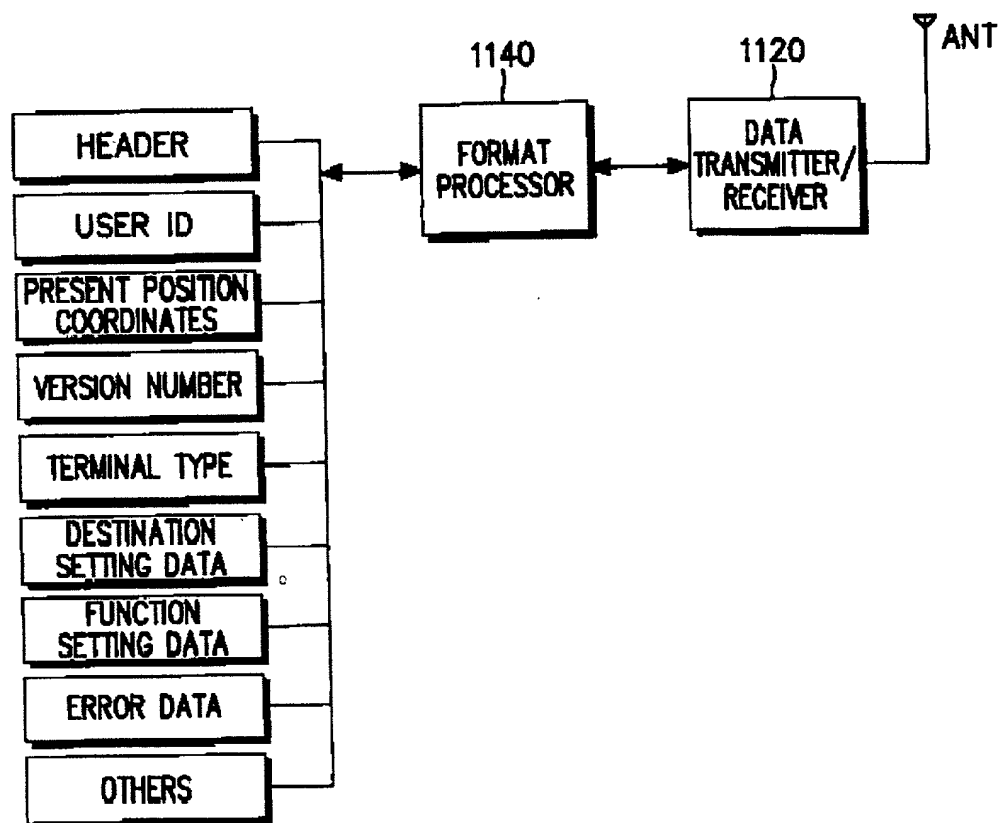 ANT
1140
1120
HEADER
USER ID
PRESENT POSITION
COORDINATES
VERSION NUMBER
TERMINAL TYPE
DESTINATION
SETTING DATA
FUNCTION
SETTING DATA
ERROR DATA
OTHERS
FORMAT
PROCESSOR
DATA
TRANSMITTER/
RECEIVER